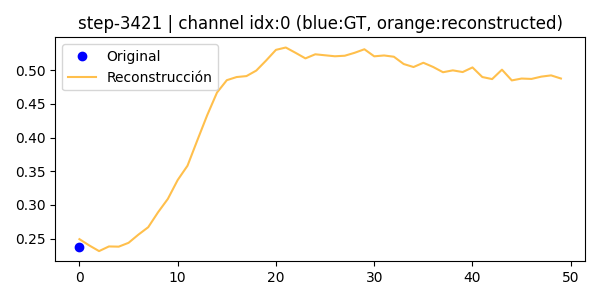 step-3421 | channel idx:0 (blue:GT, orange:reconstructed)
Original
Reconstrucción
0.50
0.45
0.40
0.35
0.30
0.25
0 10 20 30 40 50